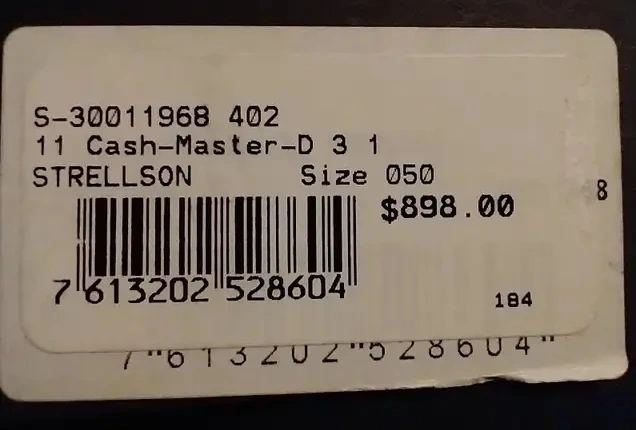 S-30011968 402
11 Cash-Master-D 3 1
STRELLSON Size 050
$898.00
8
7 613202 528604
184
7 "613202"528604"